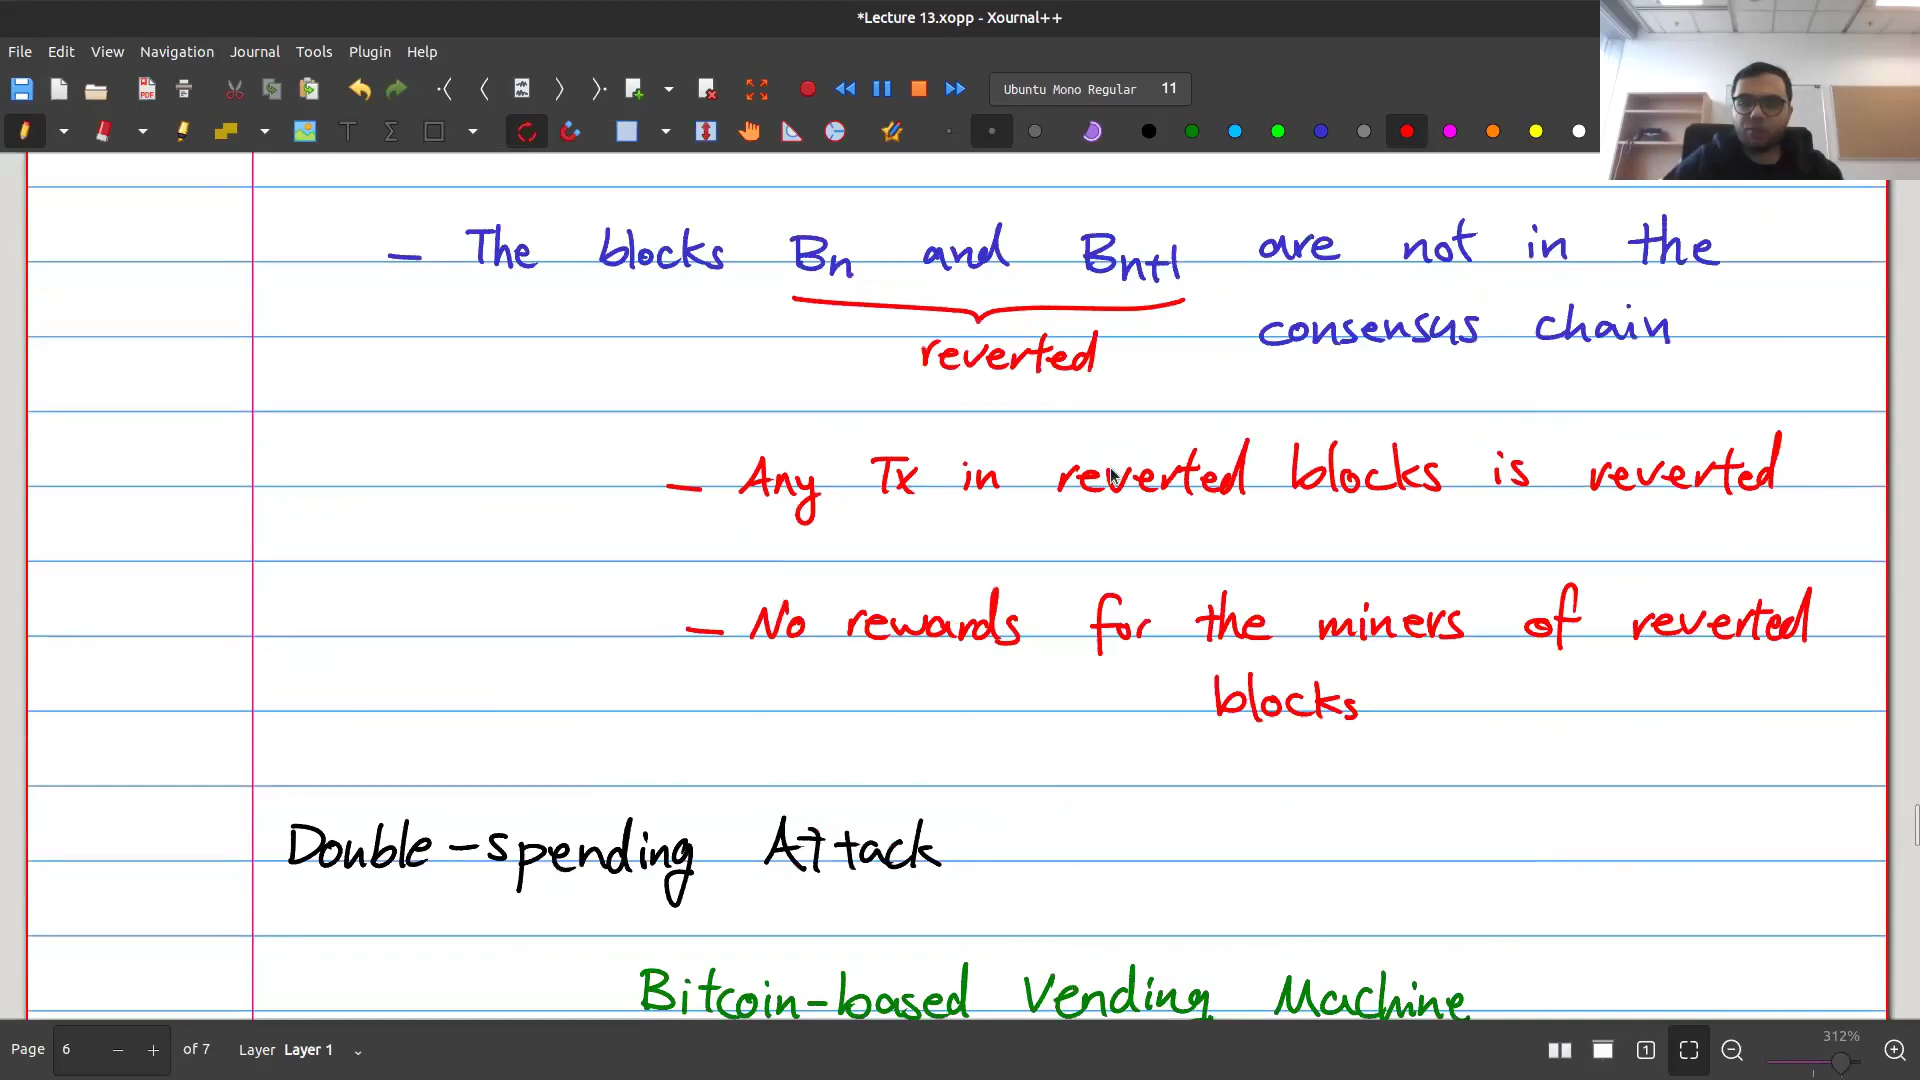 *Lecture 13.xopp - Xournal++
File Edit View Navigation Journal Tools Plugin Help
Ubuntu Mono Regular 11
- The blocks Bn and Bn+1 are not in the
consensus chain
reverted
- Any Tx in reverted blocks is reverted
- No rewards for the miners of reverted
blocks
Double-spending Attack
Bitcoin-based Vending Machine
Page 6 of 7 Layer Layer 1 312%